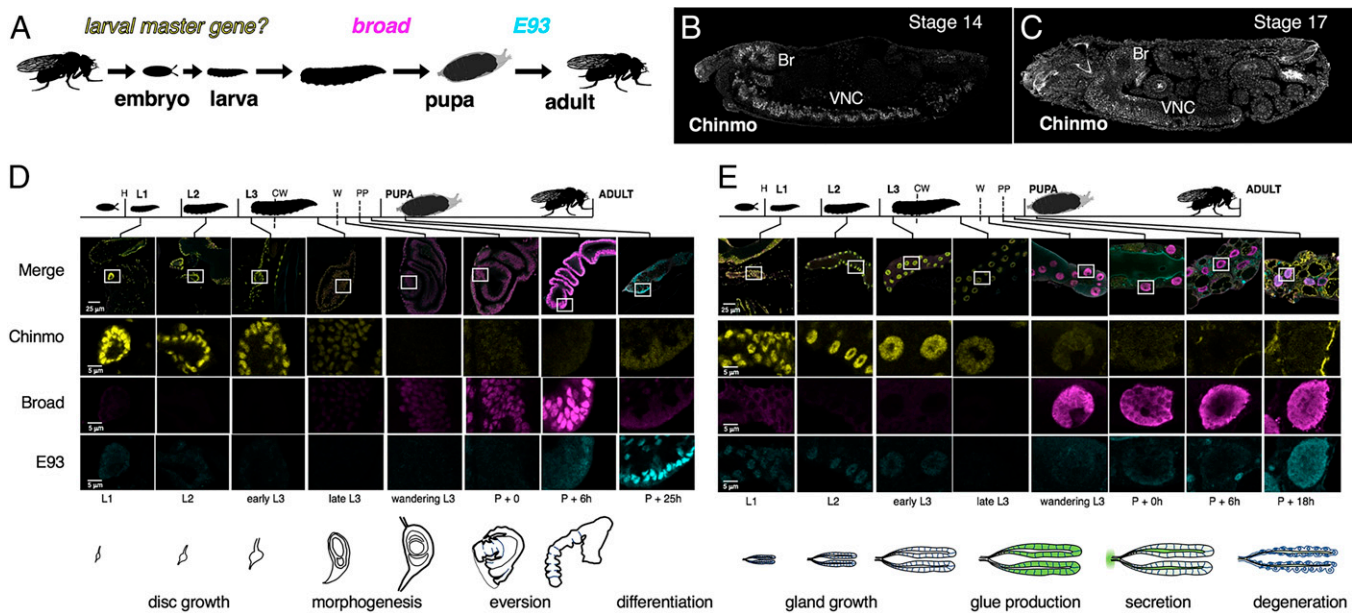 A
larval master gene?
broad
E93
embryo
larva
pupa
adult
B
Stage 14
Br
VNC
Chinmo
C
Stage 17
Br
VNC
Chinmo
D
H
L1
L2
L3
CW
W
PP
PUPA
ADULT
Merge
25 µm
Chinmo
5 µm
Broad
5 µm
E93
5 µm
L1
L2
early L3
late L3
wandering L3
P + 0
P + 6h
P + 25h
disc growth
morphogenesis
eversion
differentiation
E
H
L1
L2
L3
CW
W
PP
PUPA
ADULT
25 µm
5 µm
5 µm
5 µm
L1
L2
early L3
late L3
wandering L3
P + 0h
P + 6h
P + 18h
gland growth
glue production
secretion
degeneration